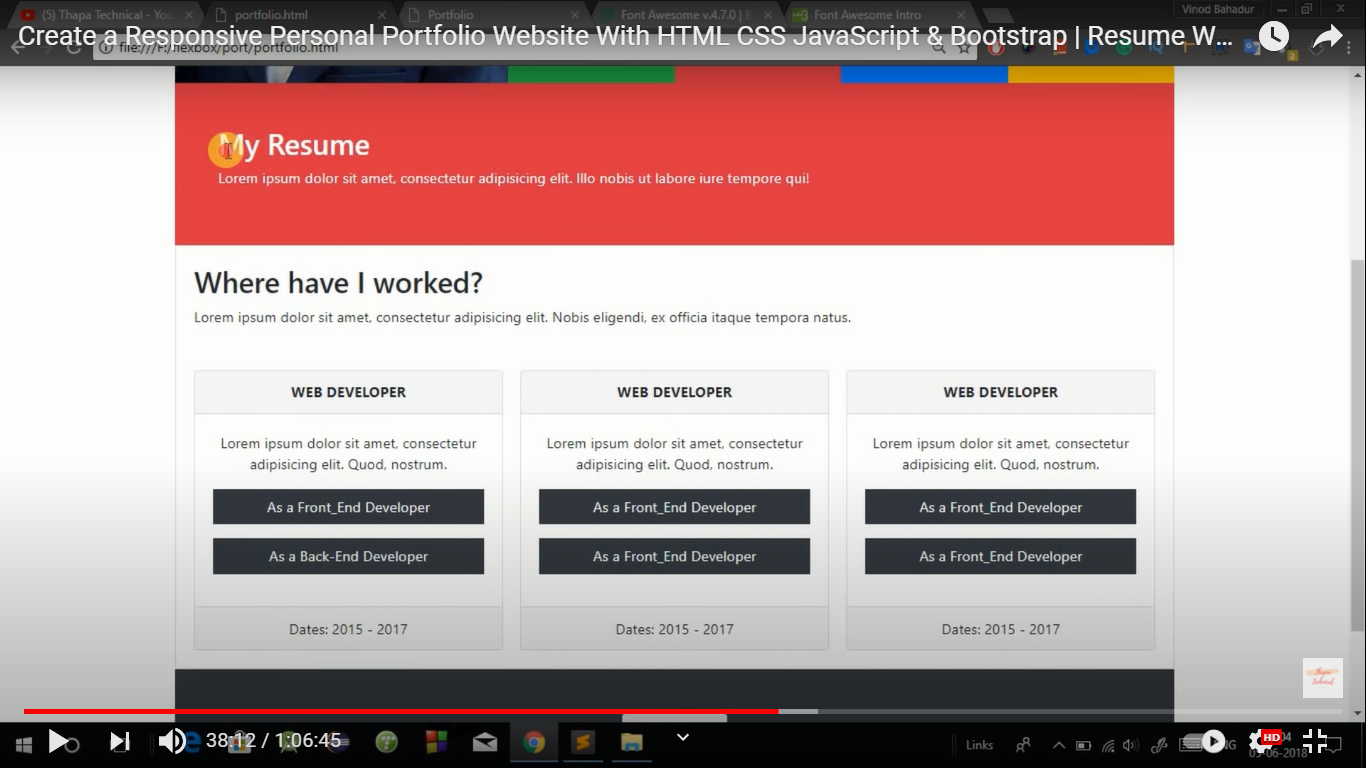 (5) Thapa Technical - You
portfolio.html
Portfolio
Font Awesome v.4.7.0 | B
Font Awesome Intro
Vinod Bahadur
Create a Responsive Personal Portfolio Website With HTML CSS JavaScript & Bootstrap | Resume W...
file:///F:/flexbox/port/portfolio.html
My Resume
Lorem ipsum dolor sit amet, consectetur adipisicing elit. Illo nobis ut labore iure tempore qui!
Where have I worked?
Lorem ipsum dolor sit amet, consectetur adipisicing elit. Nobis eligendi, ex officia itaque tempora natus.
WEB DEVELOPER
Lorem ipsum dolor sit amet, consectetur
adipisicing elit. Quod, nostrum.
As a Front_End Developer
As a Back-End Developer
Dates: 2015 - 2017
WEB DEVELOPER
Lorem ipsum dolor sit amet, consectetur
adipisicing elit. Quod, nostrum.
As a Front_End Developer
As a Front_End Developer
Dates: 2015 - 2017
WEB DEVELOPER
Lorem ipsum dolor sit amet, consectetur
adipisicing elit. Quod, nostrum.
As a Front_End Developer
As a Front_End Developer
Dates: 2015 - 2017
Thapa
Technical
38:12 / 1:06:45
Links
HD
03-06-2018